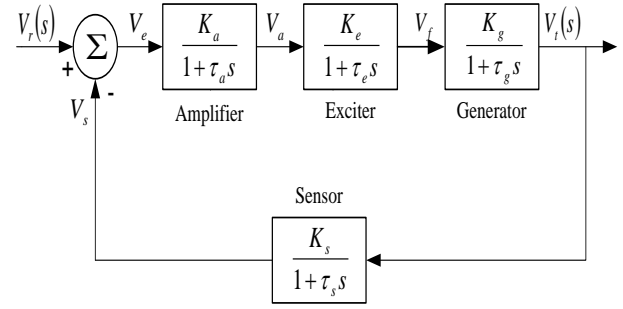 V_r(s)
+
Σ
-
V_e
K_a
1+τ_a s
Amplifier
V_a
K_e
1+τ_e s
Exciter
V_f
K_g
1+τ_g s
Generator
V_t(s)
V_s
Sensor
K_s
1+τ_s s